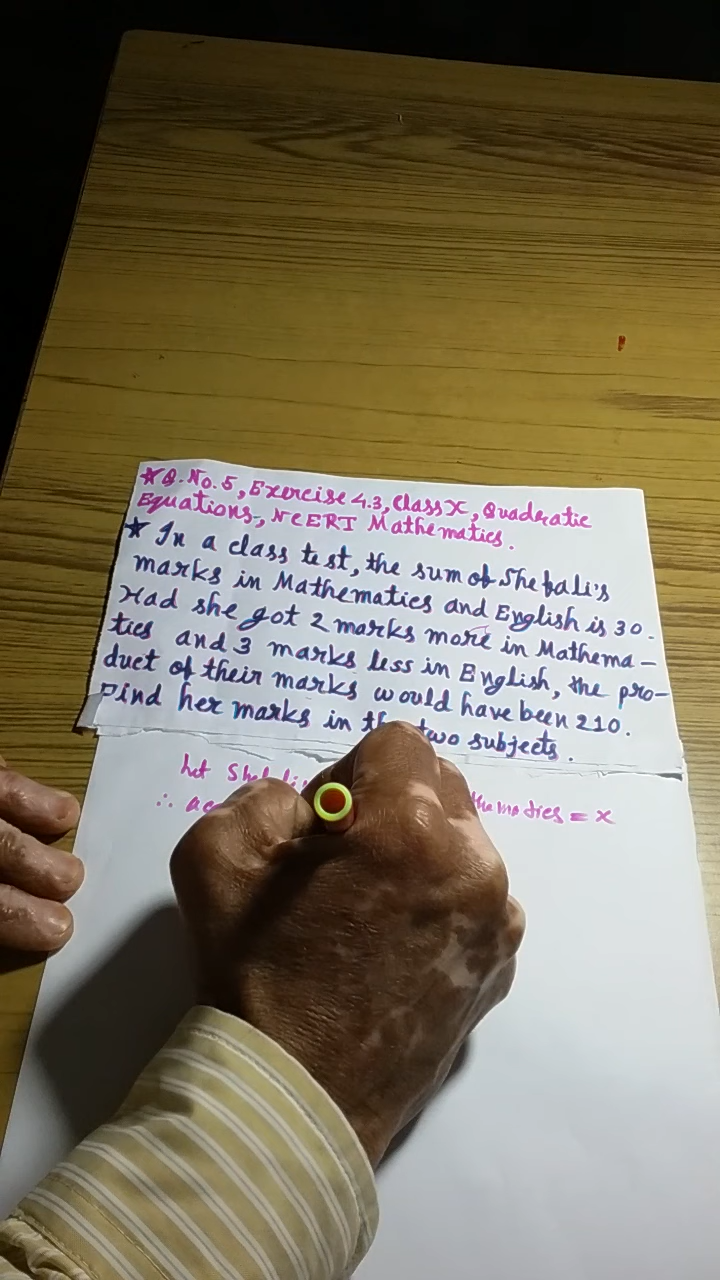 ★ Q. No. 5, Exercise 4.3, Class X, Quadratic
Equations, NCERT Mathematics.
★ In a class test, the sum of Shefali's
marks in Mathematics and English is 30.
Had she got 2 marks more in Mathema-
tics and 3 marks less in English, the pro-
duct of their marks would have been 210.
Find her marks in the two subjects.
Let = x
∴